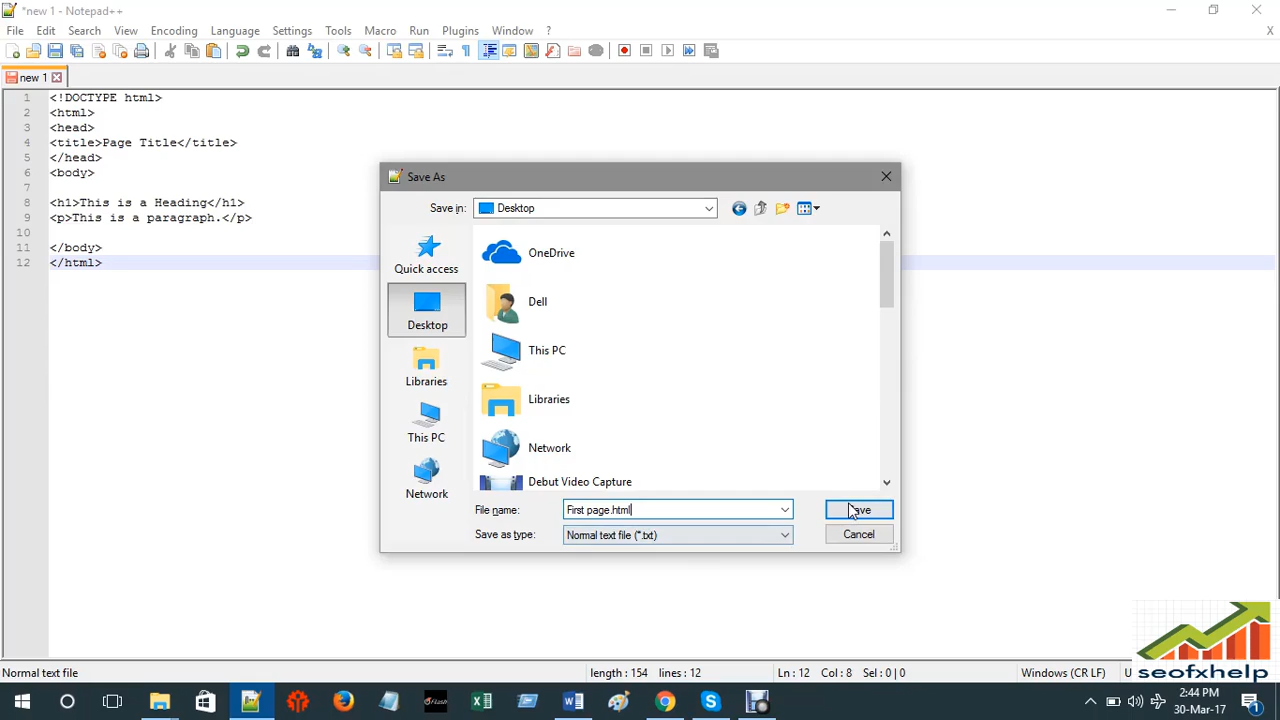 *new 1 - Notepad++
File Edit Search View Encoding Language Settings Tools Macro Run Plugins Window ?
X
new 1
1 <!DOCTYPE html>
2 <html>
3 <head>
4 <title>Page Title</title>
5 </head>
6 <body>
7
8 <h1>This is a Heading</h1>
9 <p>This is a paragraph.</p>
10
11 </body>
12 </html>
Save As
Save in: Desktop
Quick access
Desktop
Libraries
This PC
Network
OneDrive
Dell
This PC
Libraries
Network
Debut Video Capture
File name: First page.html
Save as type: Normal text file (*.txt)
Cancel
seofxhelp
Normal text file length : 154 lines : 12 Ln : 12 Col : 8 Sel : 0 | 0 Windows (CR LF)
2:44 PM
30-Mar-17